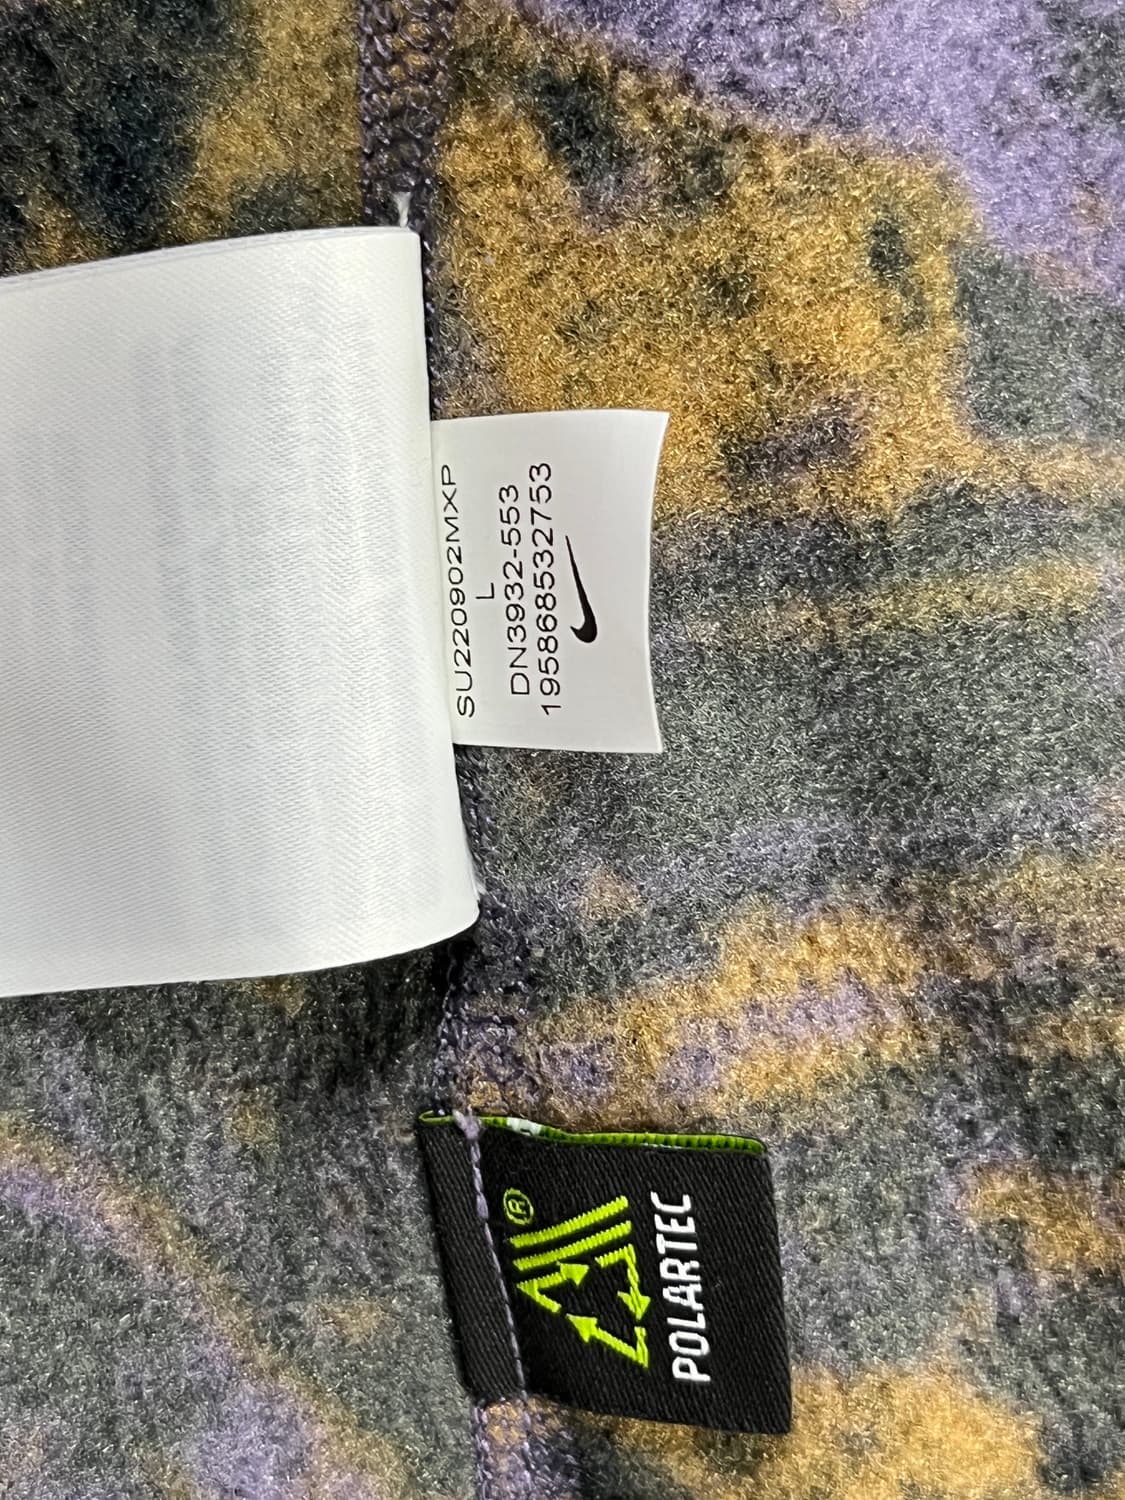 SU220902MXP
L
DN3932-553
195868532753
®
POLARTEC